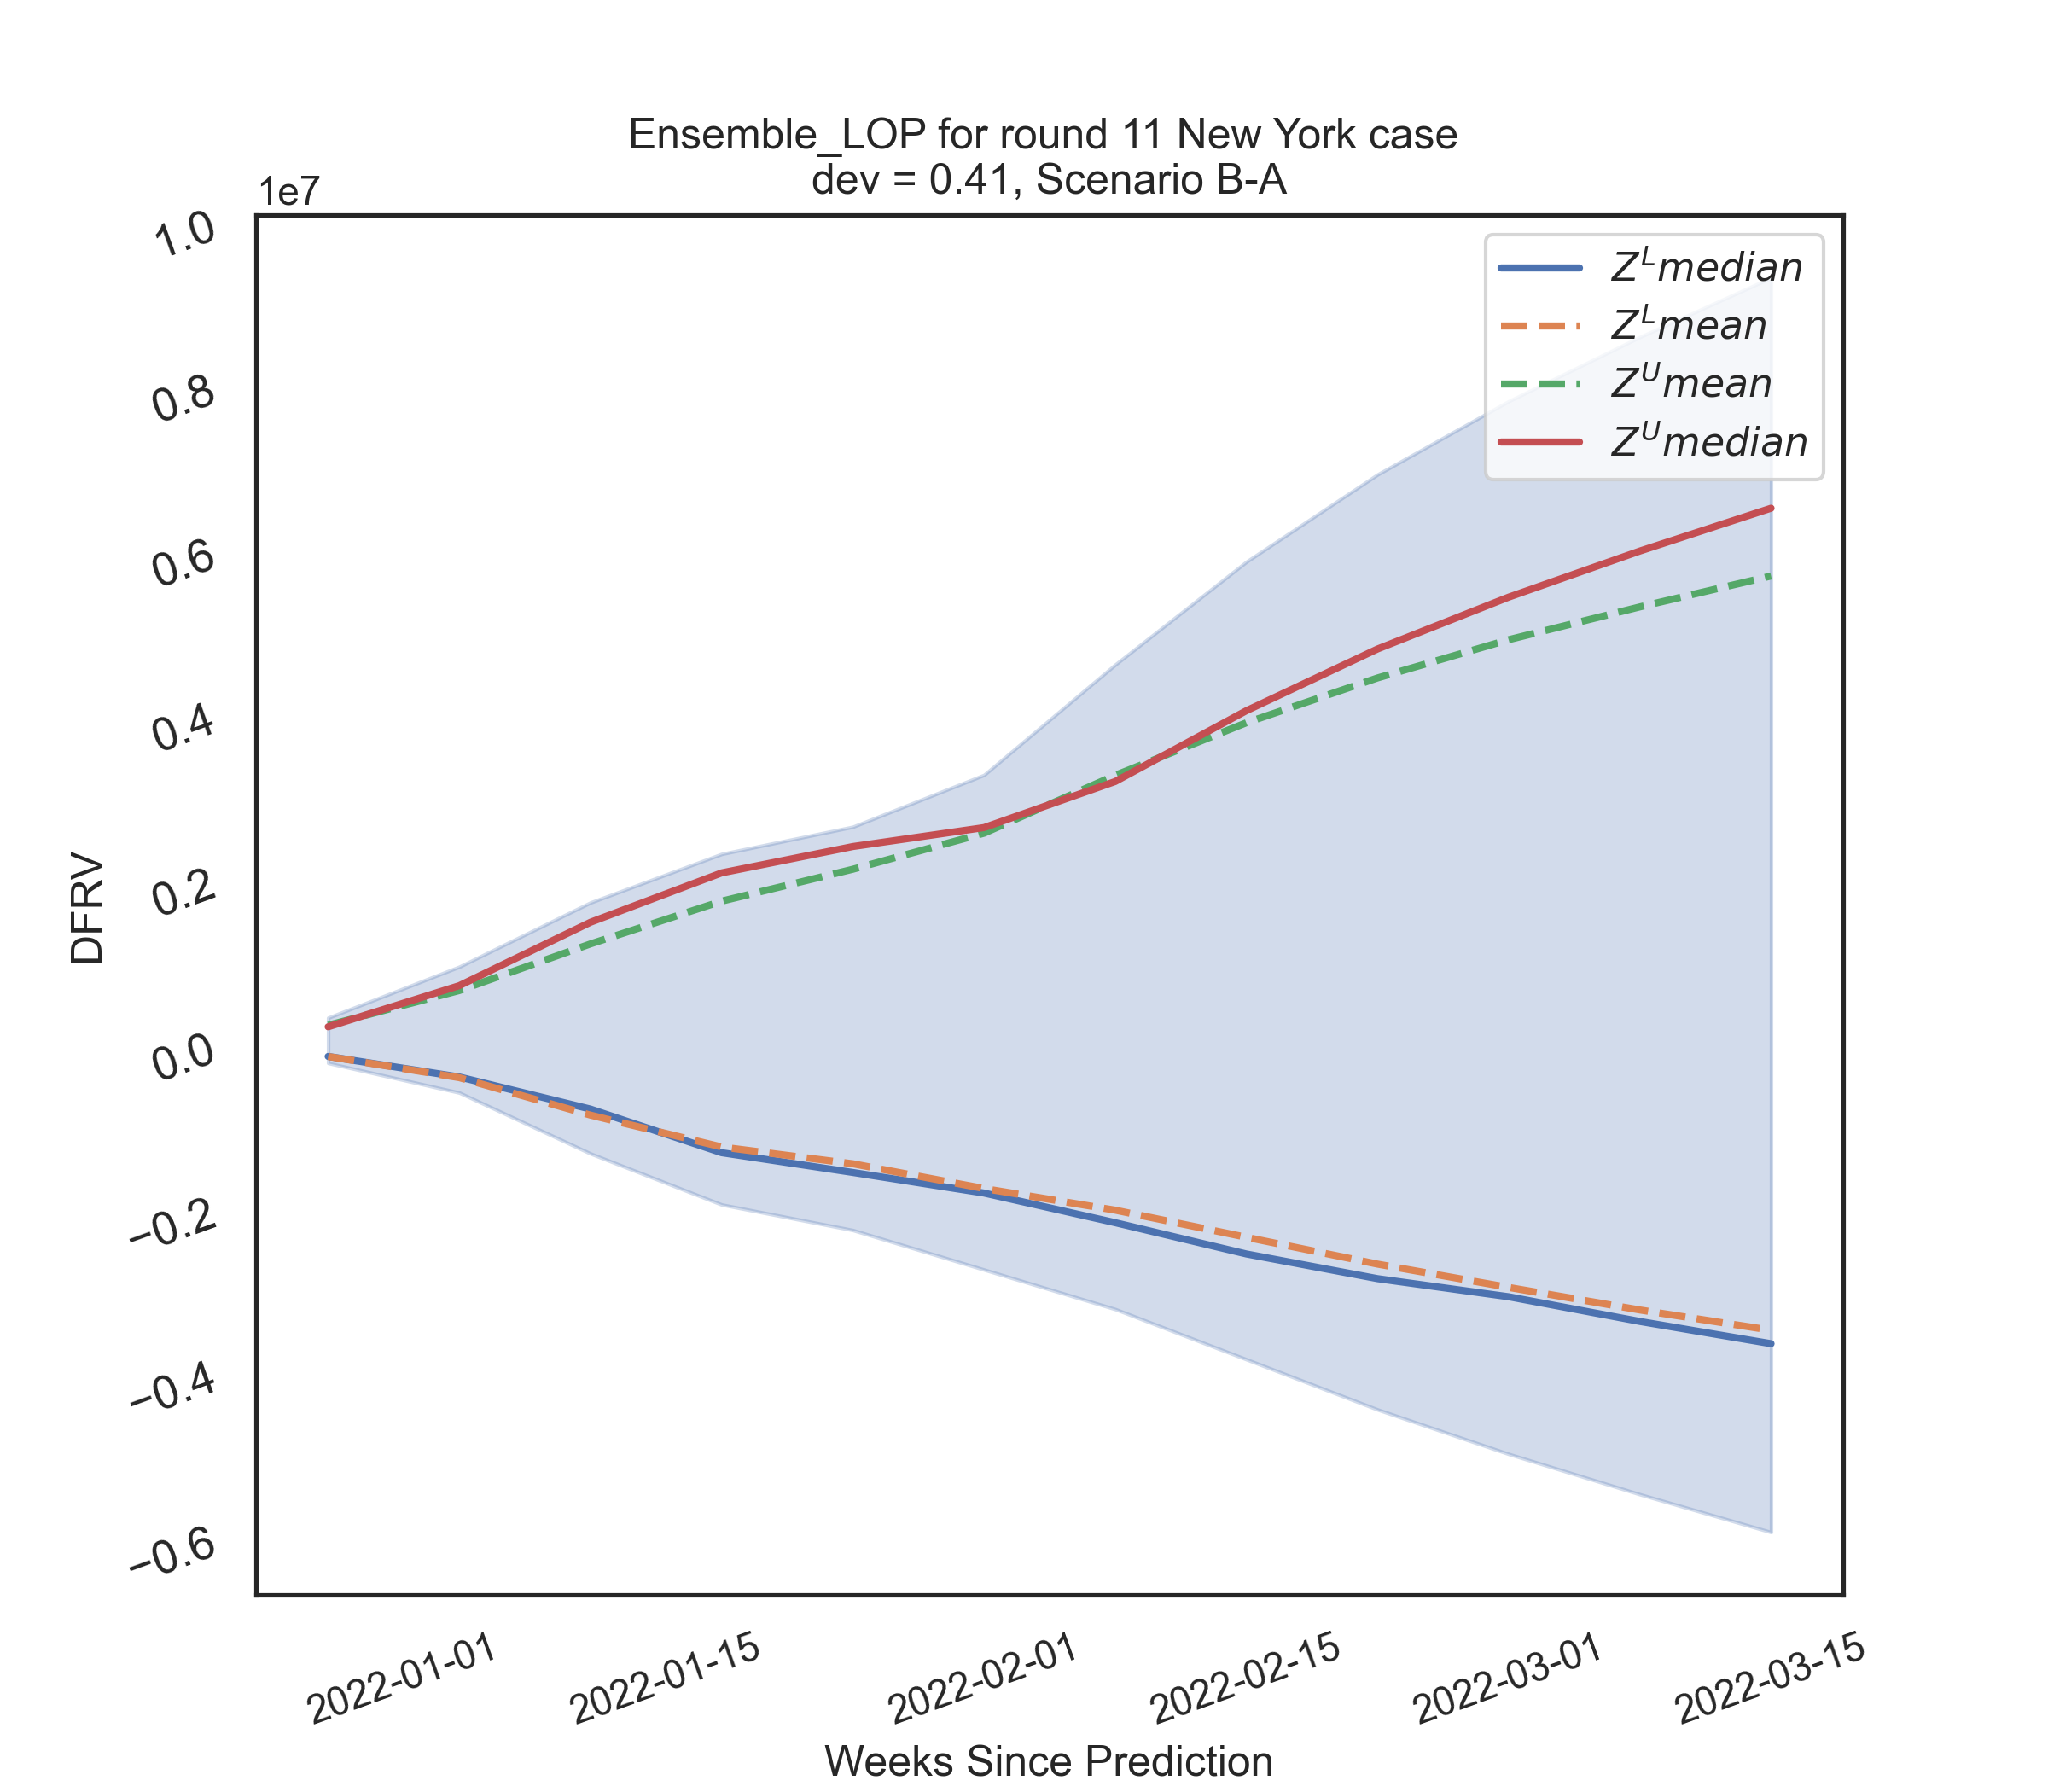 Ensemble_LOP for round 11 New York case
dev = 0.41, Scenario B-A
1e7
1.0
0.8
0.6
0.4
0.2
0.0
−0.2
−0.4
−0.6
DFRV
Z^L median
Z^L mean
Z^U mean
Z^U median
2022-01-01
2022-01-15
2022-02-01
2022-02-15
2022-03-01
2022-03-15
Weeks Since Prediction